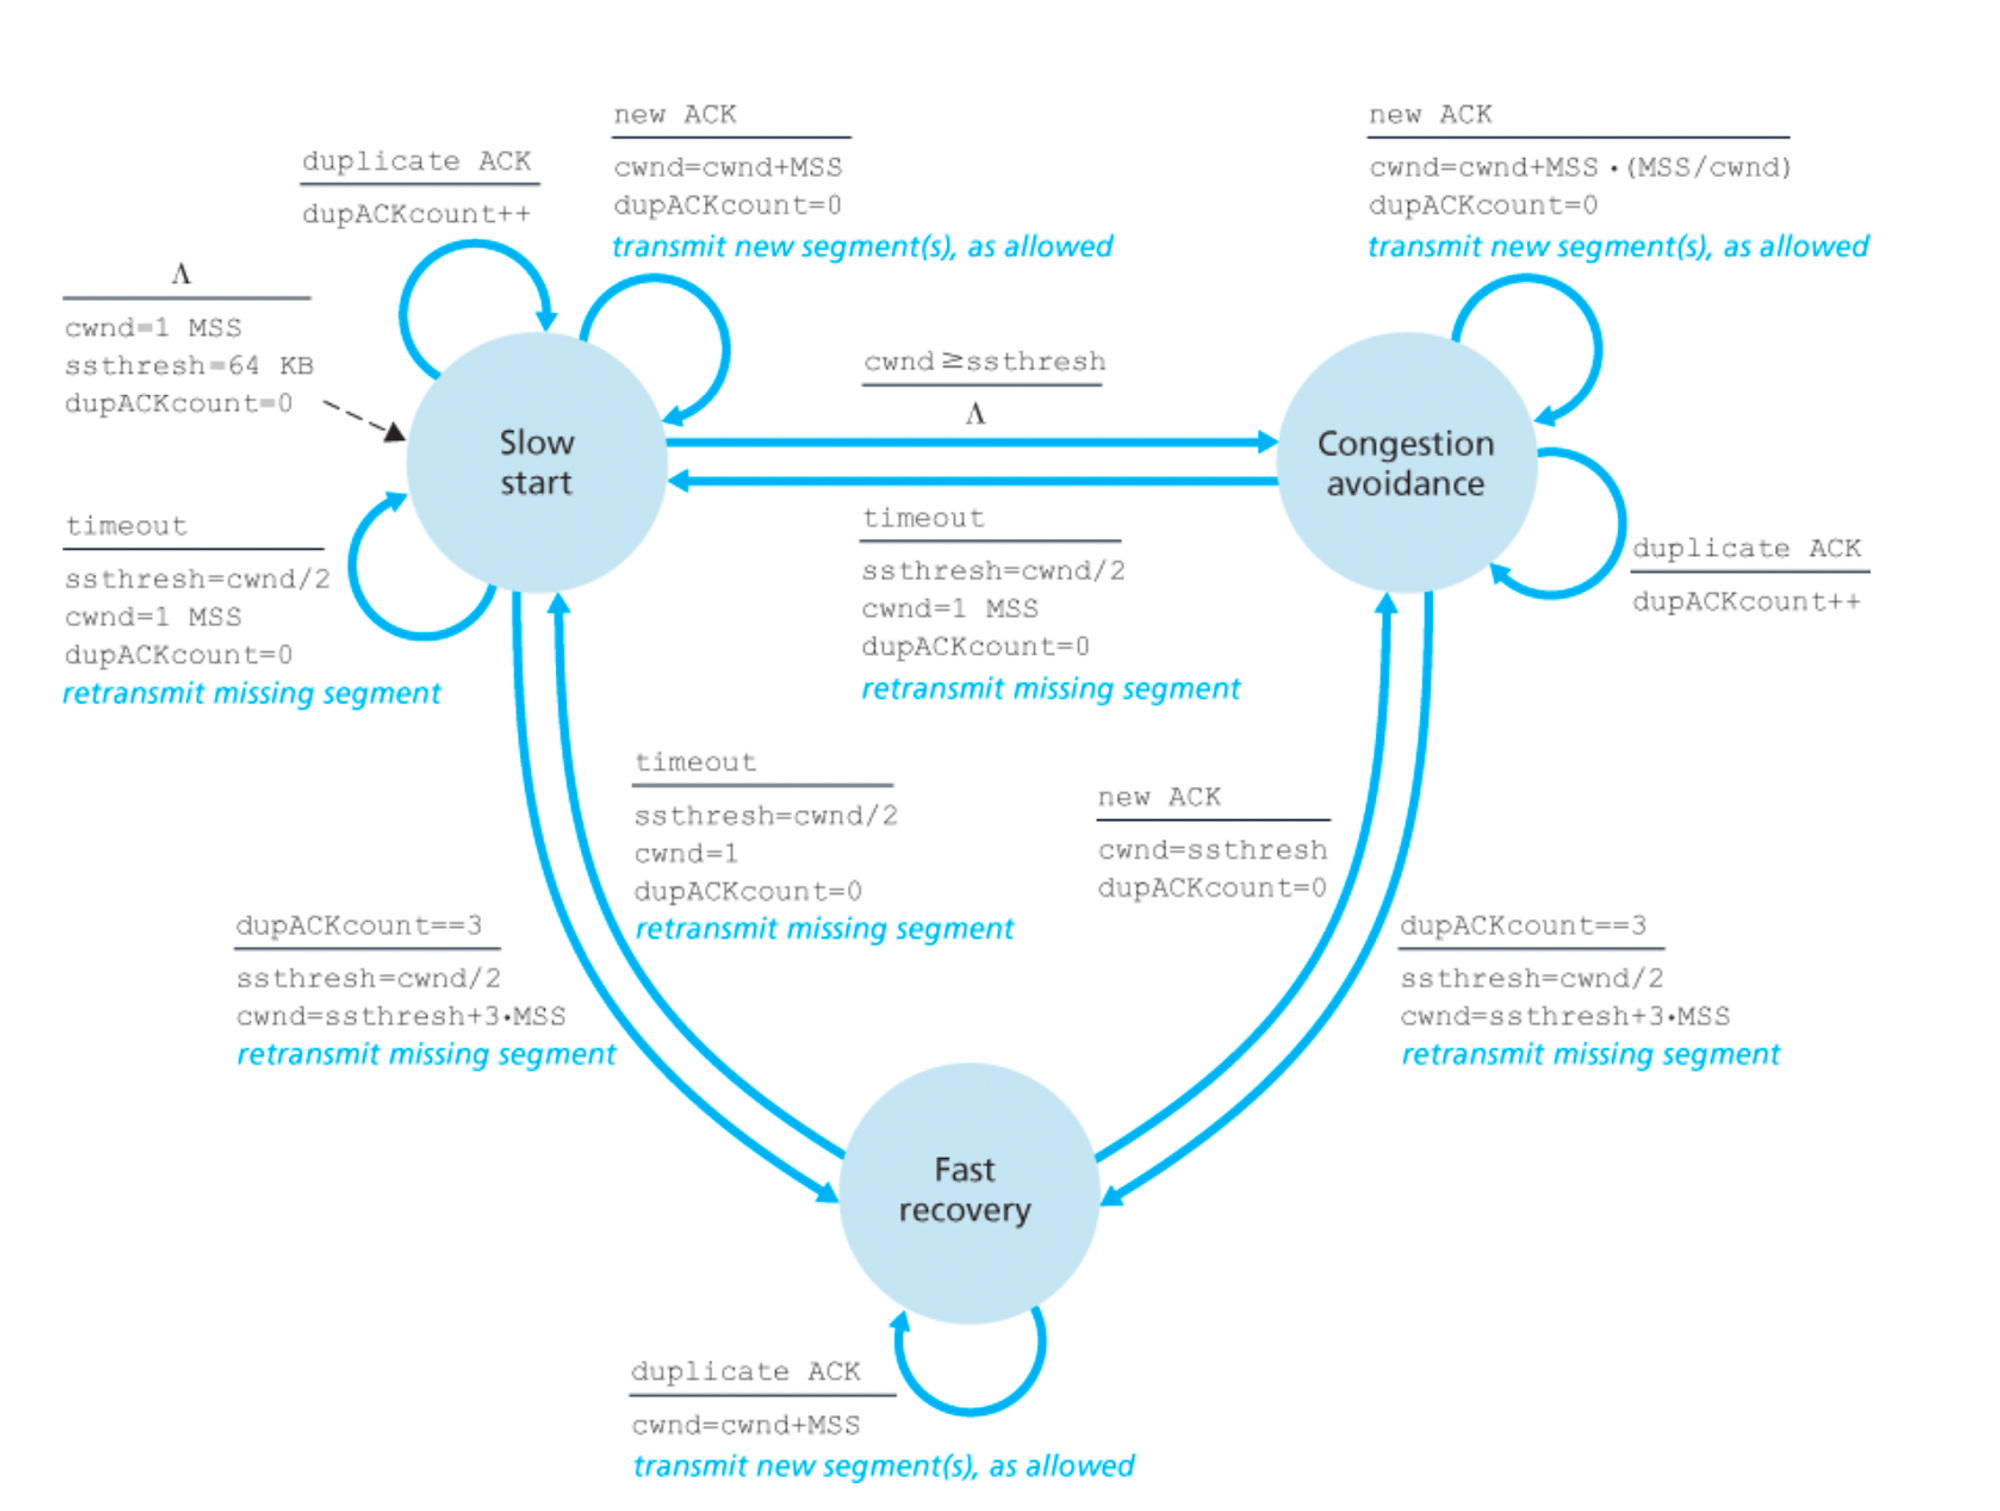 new ACK
cwnd=cwnd+MSS
dupACKcount=0
transmit new segment(s), as allowed
new ACK
cwnd=cwnd+MSS•(MSS/cwnd)
dupACKcount=0
transmit new segment(s), as allowed
duplicate ACK
dupACKcount++
Λ
cwnd=1 MSS
ssthresh=64 KB
dupACKcount=0
cwnd≥ssthresh
Λ
Slow
start
Congestion
avoidance
timeout
ssthresh=cwnd/2
cwnd=1 MSS
dupACKcount=0
retransmit missing segment
timeout
ssthresh=cwnd/2
cwnd=1 MSS
dupACKcount=0
retransmit missing segment
duplicate ACK
dupACKcount++
timeout
ssthresh=cwnd/2
cwnd=1
dupACKcount=0
retransmit missing segment
new ACK
cwnd=ssthresh
dupACKcount=0
dupACKcount==3
ssthresh=cwnd/2
cwnd=ssthresh+3•MSS
retransmit missing segment
dupACKcount==3
ssthresh=cwnd/2
cwnd=ssthresh+3•MSS
retransmit missing segment
Fast
recovery
duplicate ACK
cwnd=cwnd+MSS
transmit new segment(s), as allowed